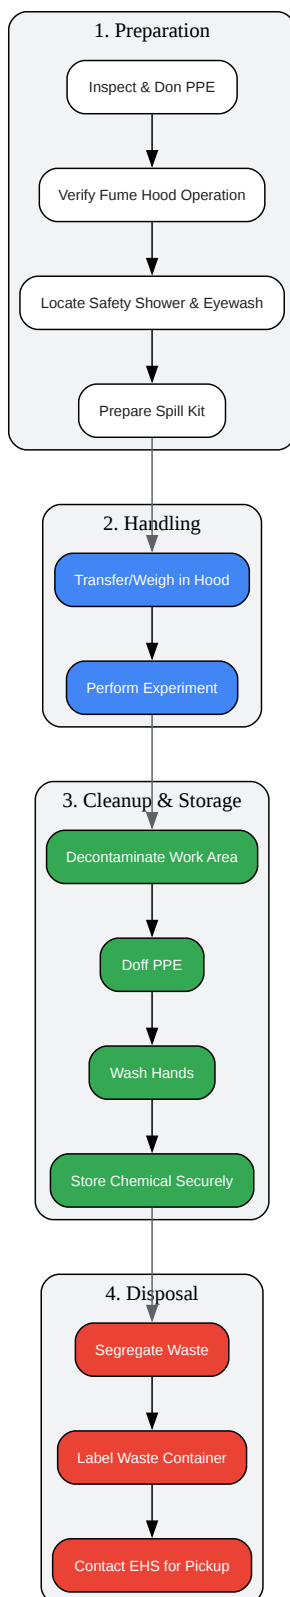 1. Preparation
Inspect & Don PPE
Verify Fume Hood Operation
Locate Safety Shower & Eyewash
Prepare Spill Kit
2. Handling
Transfer/Weigh in Hood
Perform Experiment
3. Cleanup & Storage
Decontaminate Work Area
Doff PPE
Wash Hands
Store Chemical Securely
4. Disposal
Segregate Waste
Label Waste Container
Contact EHS for Pickup